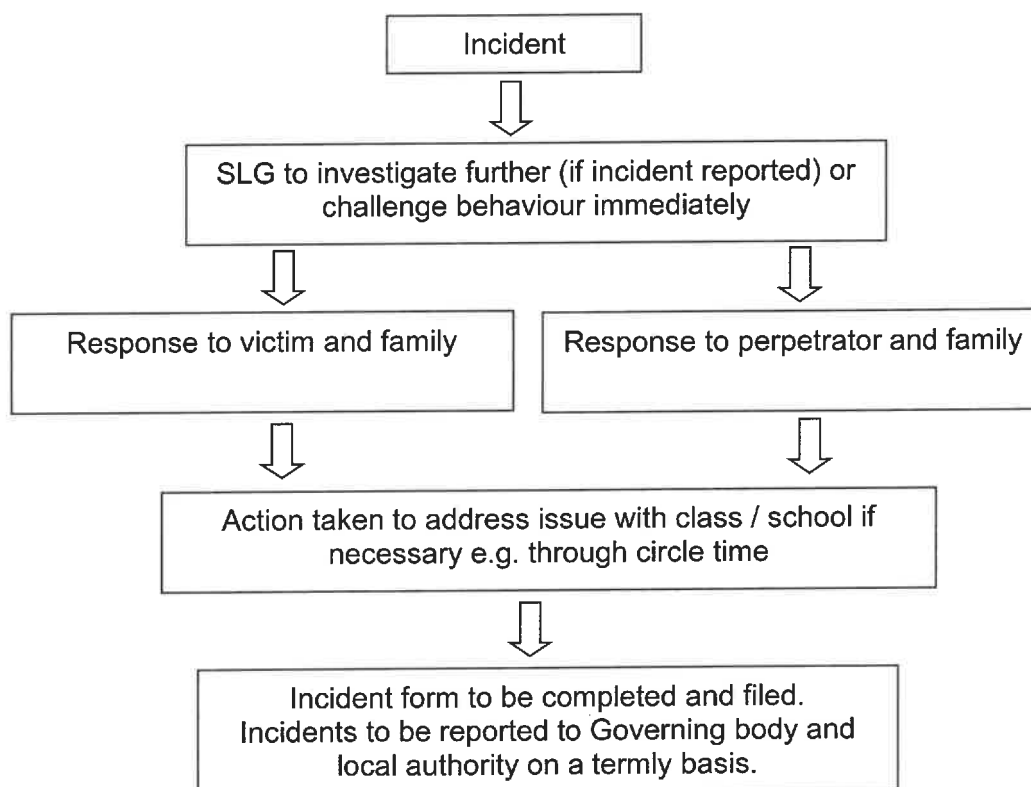 Incident
SLG to investigate further (if incident reported) or
challenge behaviour immediately
Response to victim and family
Response to perpetrator and family
Action taken to address issue with class / school if
necessary e.g. through circle time
Incident form to be completed and filed.
Incidents to be reported to Governing body and
local authority on a termly basis.